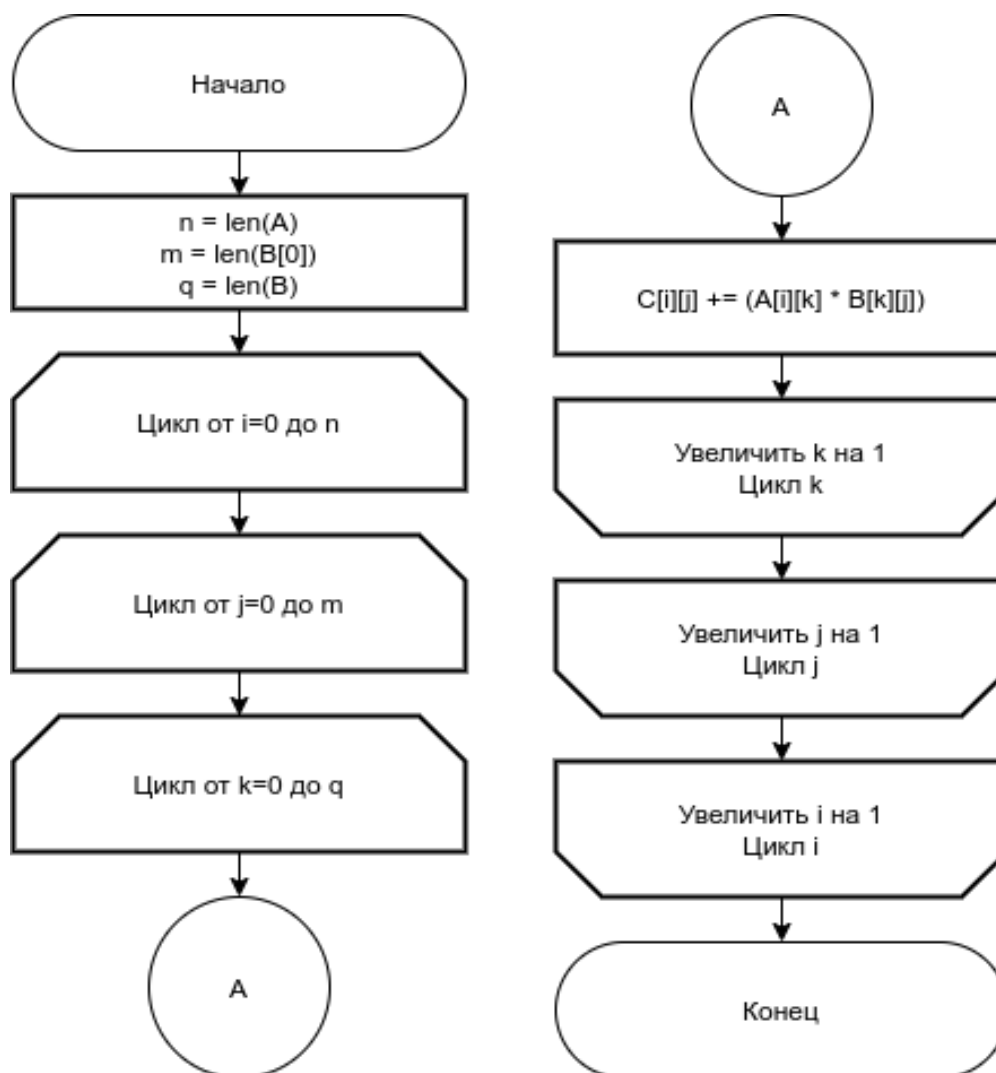 Начало
n = len(A)
m = len(B[0])
q = len(B)
Цикл от i=0 до n
Цикл от j=0 до m
Цикл от k=0 до q
A
A
C[i][j] += (A[i][k] * B[k][j])
Увеличить k на 1
Цикл k
Увеличить j на 1
Цикл j
Увеличить i на 1
Цикл i
Конец